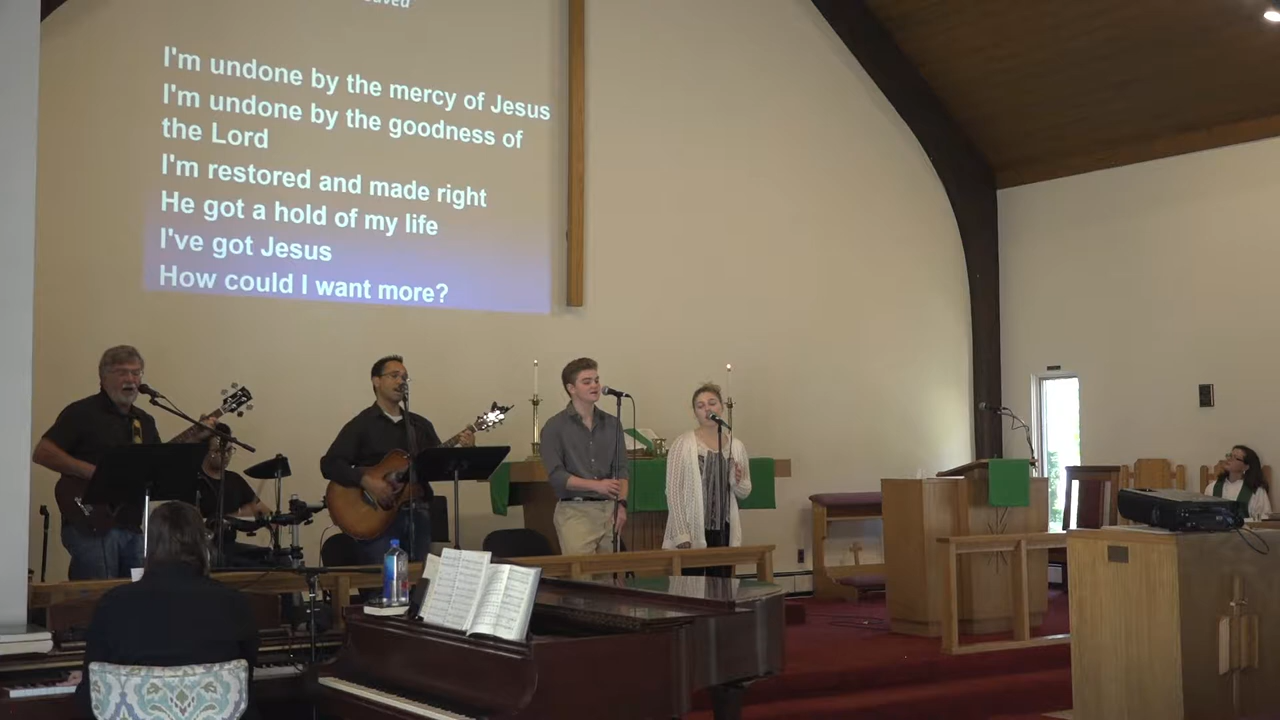 I'm undone by the mercy of Jesus
I'm undone by the goodness of
the Lord
I'm restored and made right
He got a hold of my life
I've got Jesus
How could I want more?